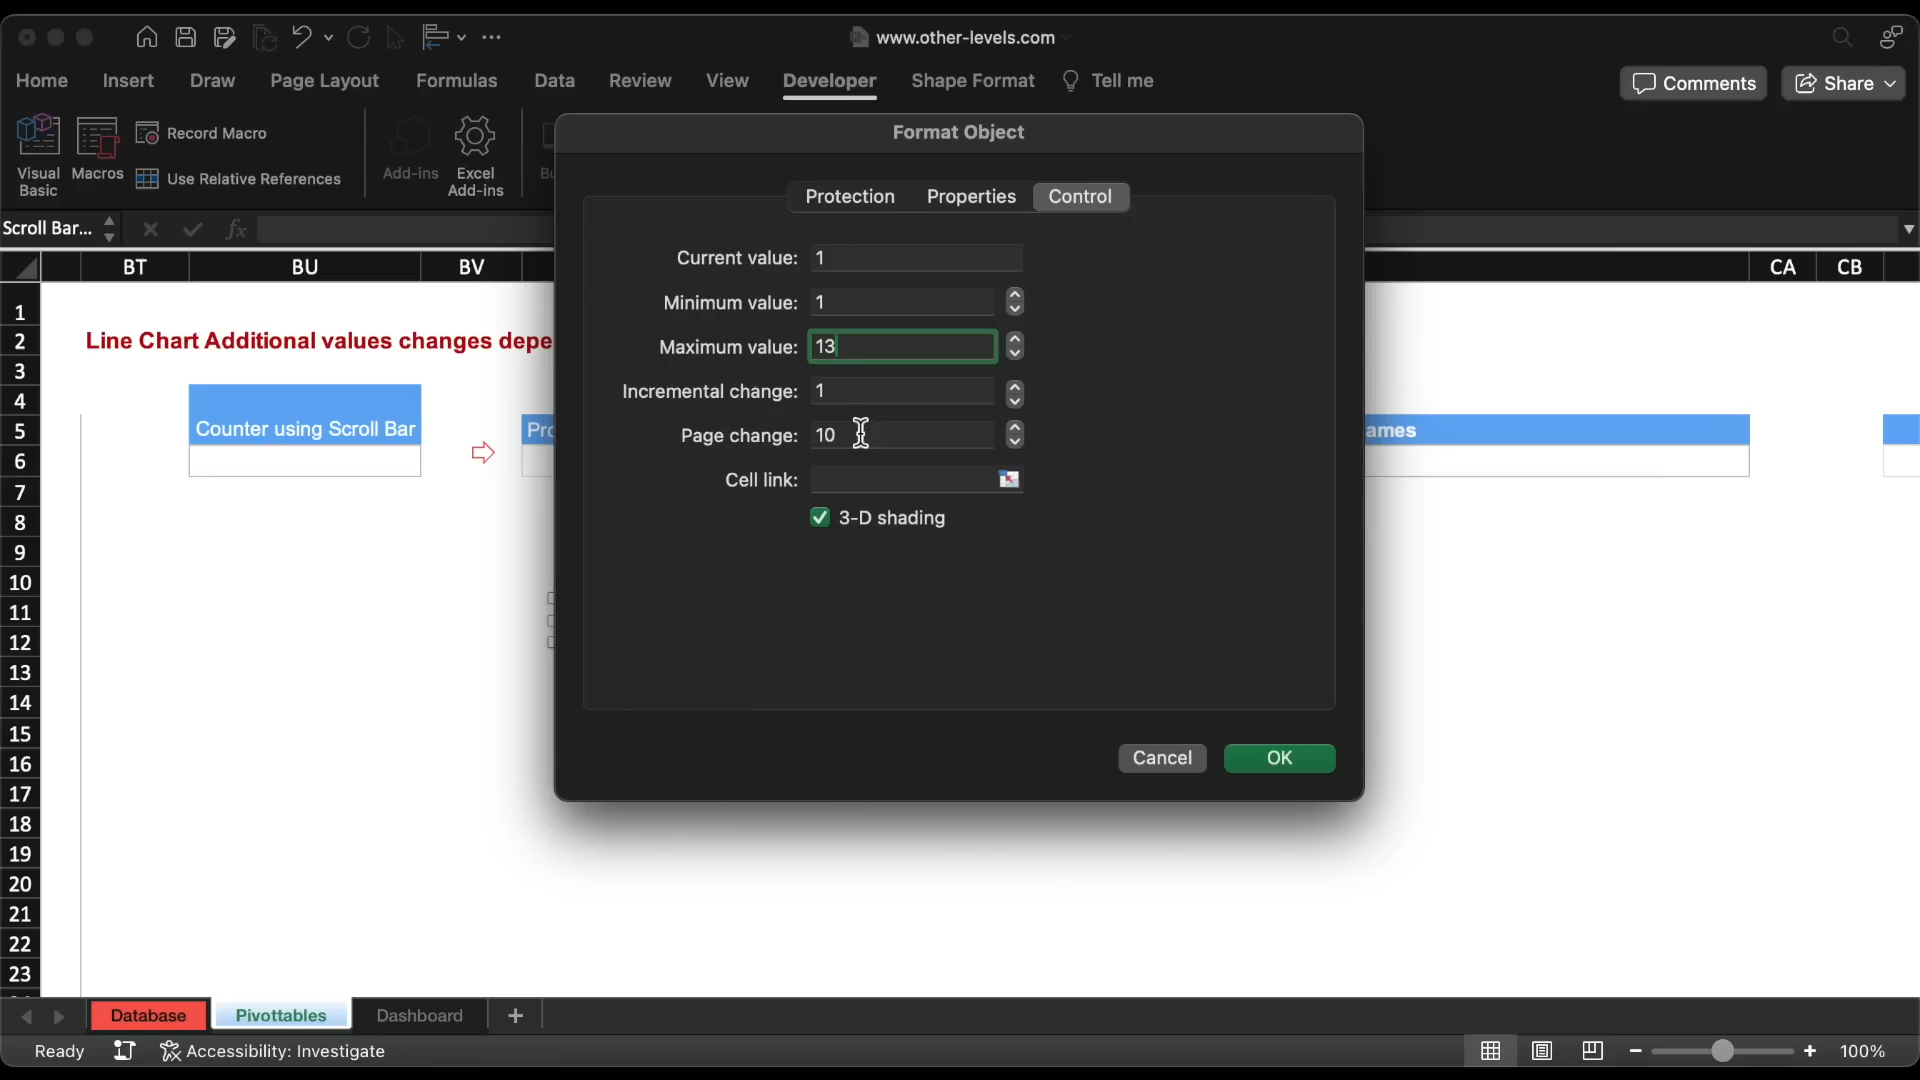 www.other-levels.com
Home Insert Draw Page Layout Formulas Data Review View Developer Shape Format Tell me
Comments Share
Visual Basic
Macros
Record Macro
Use Relative References
Add-ins
Excel Add-ins
Bu
Format Object
Protection Properties Control
Scroll Bar... fx
BT BU BV CA CB
Current value: 1
Minimum value: 1
Maximum value: 13
Incremental change: 1
Page change: 10
Cell link:
3-D shading
Cancel OK
1
2 Line Chart Additional values changes depe
3
4
5 Counter using Scroll Bar Pro ames
6
7
8
9
10
11
12
13
14
15
16
17
18
19
20
21
22
23
Database Pivottables Dashboard +
Ready Accessibility: Investigate 100%